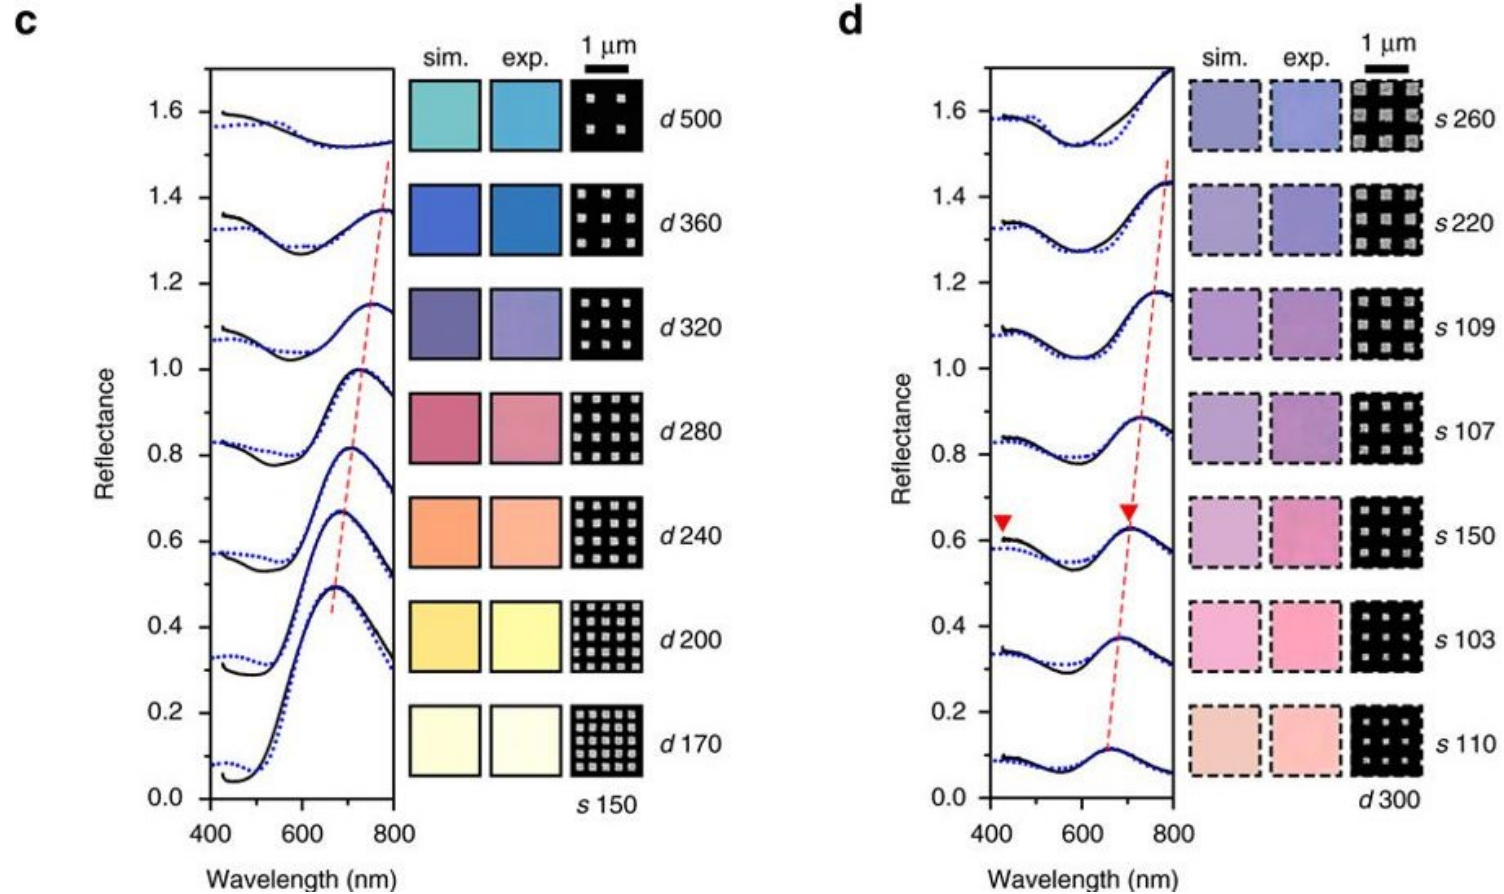 c
sim. exp. 1 μm
1.6
1.4
1.2
1.0
0.8
0.6
0.4
0.2
0.0
Reflectance
400 600 800
Wavelength (nm)
d 500
d 360
d 320
d 280
d 240
d 200
d 170
s 150
d
sim. exp. 1 μm
1.6
1.4
1.2
1.0
0.8
0.6
0.4
0.2
0.0
Reflectance
400 600 800
Wavelength (nm)
s 260
s 220
s 109
s 107
s 150
s 103
s 110
d 300